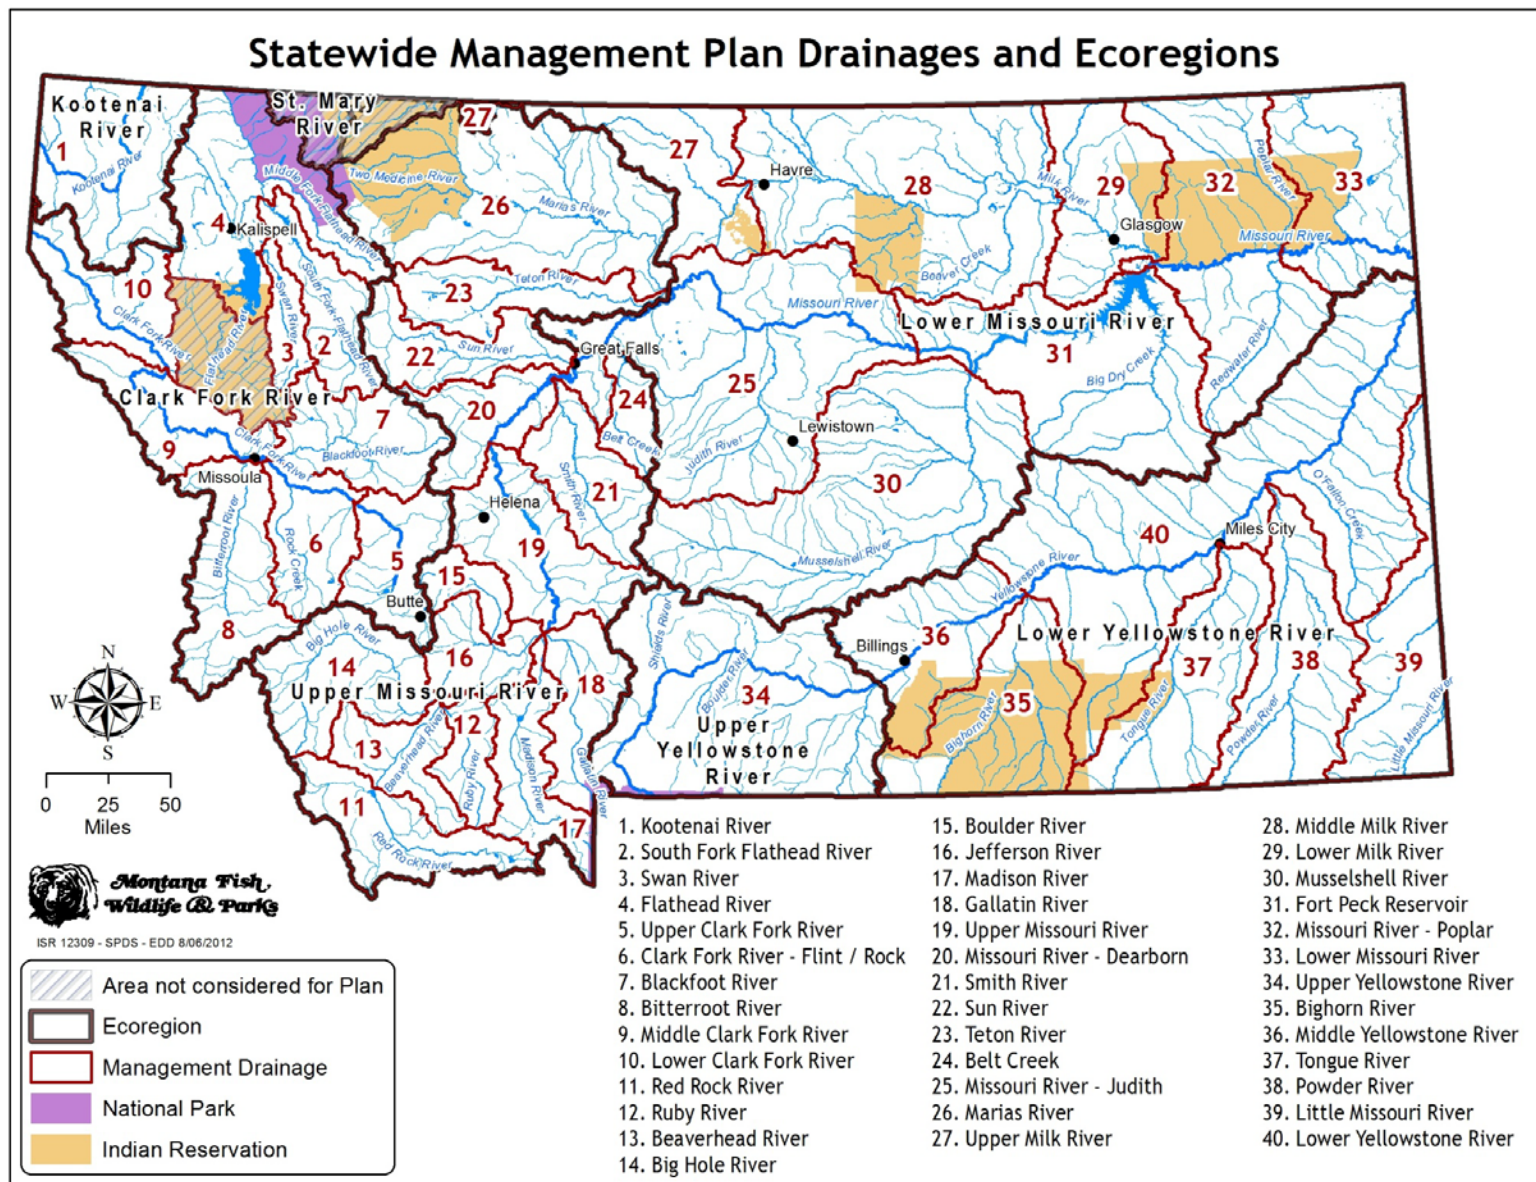 Statewide Management Plan Drainages and Ecoregions
Kootenai
River
St. Mary
River
27
1
Kootenai River
Middle Fork Flathead River
Two Medicine River
26
Marias River
27
Havre
28
Milk River
29
32
Poplar River
33
4
Kalispell
Glasgow
Missouri River
10
Clark Fork River
Flathead River
Swan River
South Fork Flathead River
3
2
23
Teton River
Beaver Creek
Missouri River
Lower Missouri River
22
Sun River
Great Falls
31
Big Dry Creek
Redwater River
Clark Fork River
7
20
24
25
Belt Creek
Judith River
Lewistown
9
Clark Fork River
Blackfoot River
Missoula
Bitterroot River
Rock Creek
6
5
Helena
19
Smith River
21
30
Musselshell River
40
Miles City
O'Fallon Creek
15
Butte
Yellowstone River
8
Big Hole River
14
16
Shields River
Billings
36
Lower Yellowstone River
Upper Missouri River
18
Boulder River
34
35
37
38
39
Upper
Yellowstone
River
Bighorn River
Tongue River
Powder River
Little Missouri River
13
12
Beaverhead River
Ruby River
Madison River
Gallatin River
11
Red Rock River
17
N
W
E
S
0 25 50
Miles
Montana Fish,
Wildlife & Parks
ISR 12309 - SPDS - EDD 8/06/2012
Area not considered for Plan
Ecoregion
Management Drainage
National Park
Indian Reservation
1. Kootenai River
2. South Fork Flathead River
3. Swan River
4. Flathead River
5. Upper Clark Fork River
6. Clark Fork River - Flint / Rock
7. Blackfoot River
8. Bitterroot River
9. Middle Clark Fork River
10. Lower Clark Fork River
11. Red Rock River
12. Ruby River
13. Beaverhead River
14. Big Hole River
15. Boulder River
16. Jefferson River
17. Madison River
18. Gallatin River
19. Upper Missouri River
20. Missouri River - Dearborn
21. Smith River
22. Sun River
23. Teton River
24. Belt Creek
25. Missouri River - Judith
26. Marias River
27. Upper Milk River
28. Middle Milk River
29. Lower Milk River
30. Musselshell River
31. Fort Peck Reservoir
32. Missouri River - Poplar
33. Lower Missouri River
34. Upper Yellowstone River
35. Bighorn River
36. Middle Yellowstone River
37. Tongue River
38. Powder River
39. Little Missouri River
40. Lower Yellowstone River